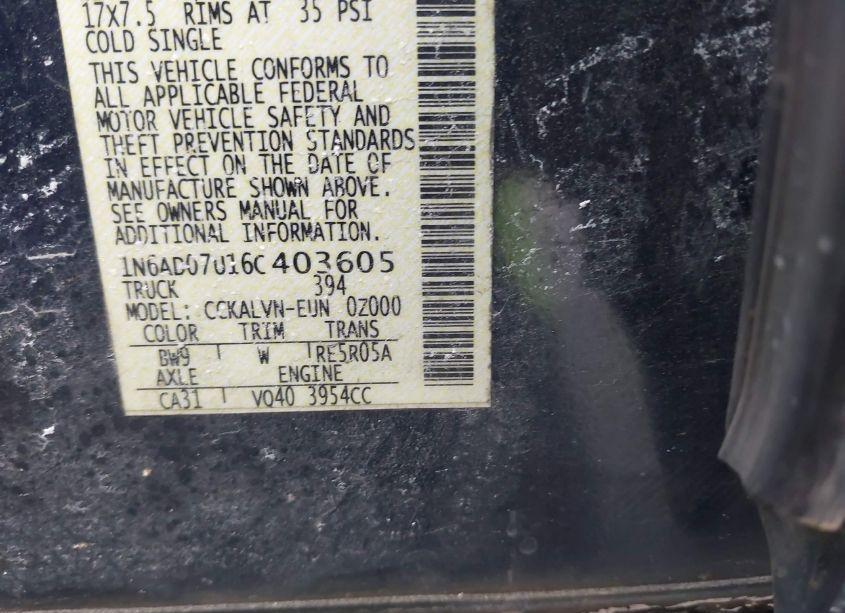 17X7.5 RIMS AT 35 PSI
COLD SINGLE
THIS VEHICLE CONFORMS TO
ALL APPLICABLE FEDERAL
MOTOR VEHICLE SAFETY AND
THEFT PREVENTION STANDARDS
IN EFFECT ON THE DATE OF
MANUFACTURE SHOWN ABOVE.
SEE OWNERS MANUAL FOR
ADDITIONAL INFORMATION.
1N6AD07U16C403605
TRUCK 394
MODEL: CCKALVN-EUN 0Z000
COLOR TRIM TRANS
BW9 W RE5R05A
AXLE ENGINE
CA31 VQ40 3954CC